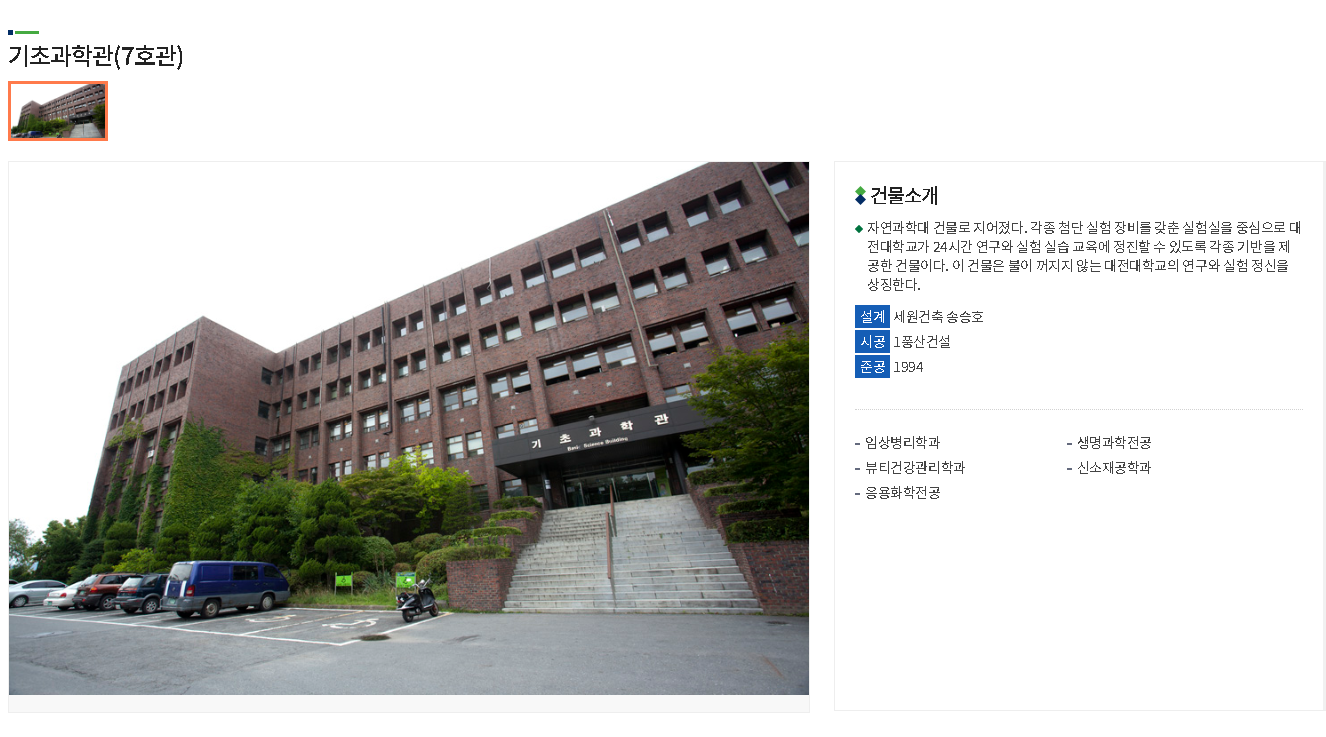 기초과학관(7호관)
기초과학관
Basic Science Building
건물소개
자연과학대 건물로 지어졌다. 각종 첨단 실험 장비를 갖춘 실험실을 중심으로 대
전대학교가 24시간 연구와 실험 실습 교육에 정진할 수 있도록 각종 기반을 제
공한 건물이다. 이 건물은 불이 꺼지지 않는 대전대학교의 연구와 실험 정신을
상징한다.
설계 세원건축 송승호
시공 1풍산건설
준공 1994
- 임상병리학과 - 생명과학전공
- 뷰티건강관리학과 - 신소재공학과
- 응용화학전공